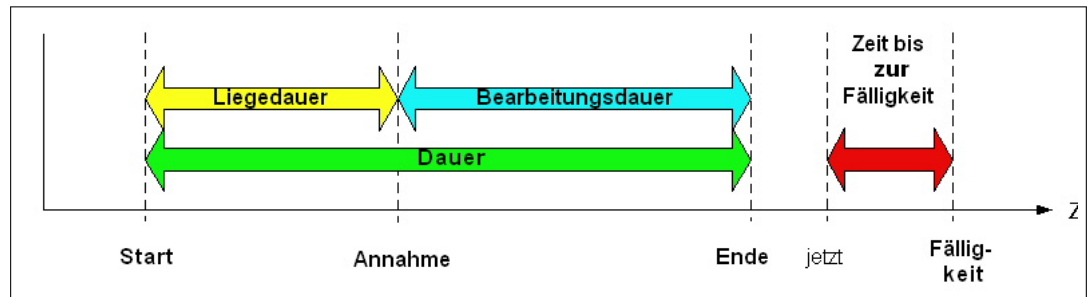 Zeit bis
zur
Fälligkeit
Liegedauer
Bearbeitungsdauer
Dauer
Start
Annahme
Ende
jetzt
Fällig-
keit